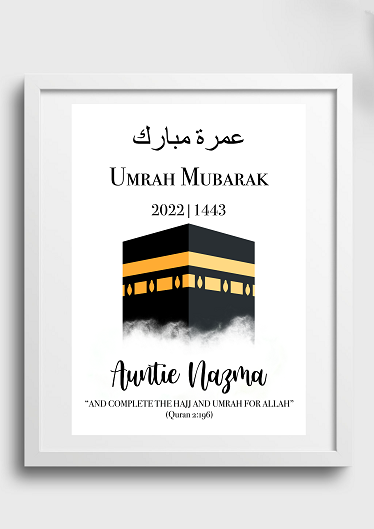 عمرة مبارك
Umrah Mubarak
2022|1443
Auntie Nazma
“AND COMPLETE THE HAJJ AND UMRAH FOR ALLAH”
(Quran 2:196)